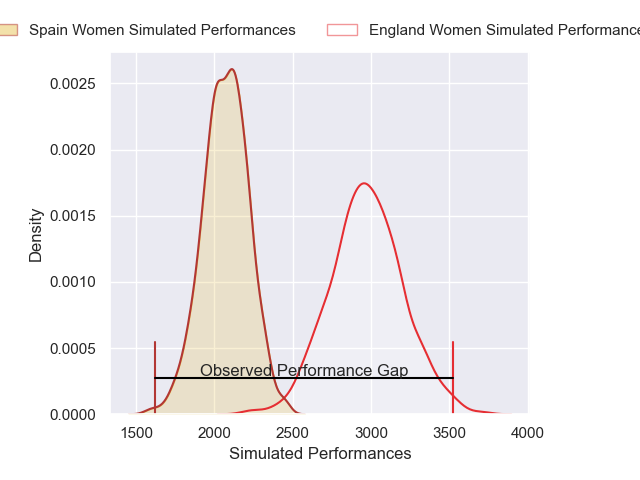 Spain Women Simulated Performances
England Women Simulated Performance
0.0025
0.0020
0.0015
0.0010
0.0005
0.0000
Density
Observed Performance Gap
1500 2000 2500 3000 3500 4000
Simulated Performances